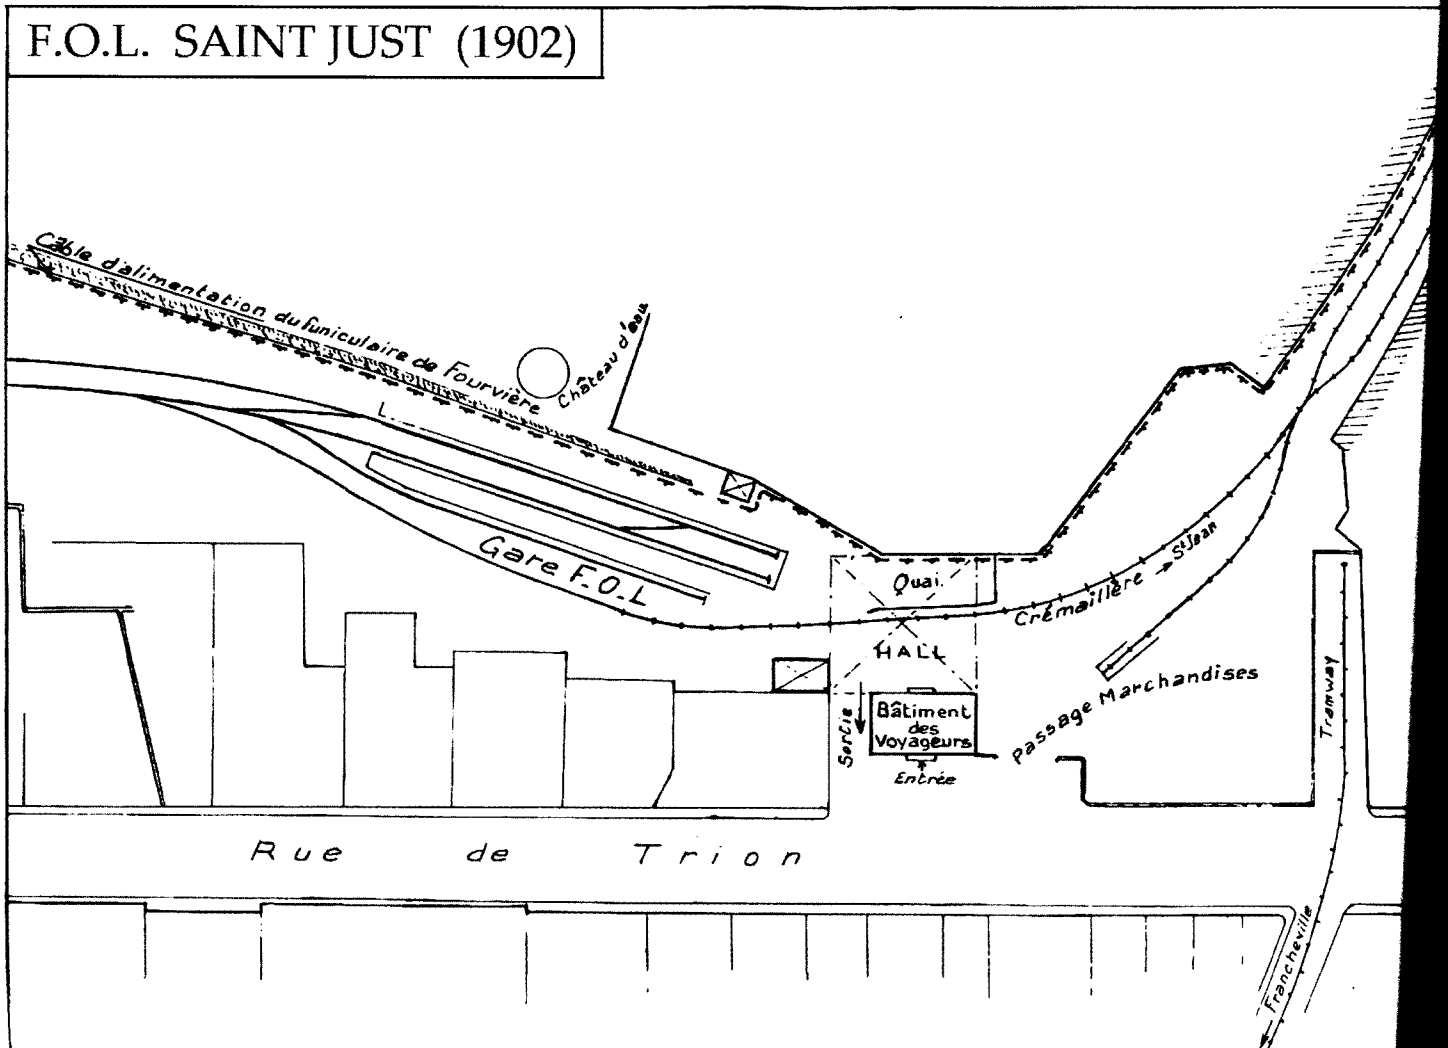 F.O.L. SAINT JUST (1902)
Câble d'alimentation du funiculaire de Fourvière
Château d'eau
L.
Gare F.O.L
Quai
Crémaillère → St Jean
HALL
Passage Marchandises
Tramway
Sortie
Bâtiment
des
Voyageurs
Entrée
Rue de Trion
Francheville